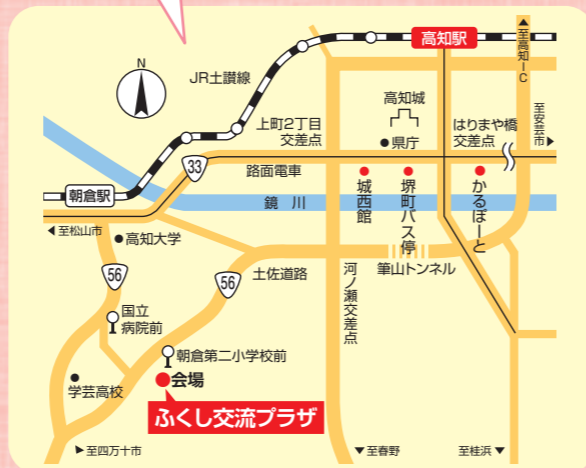 高知駅
至高知IC
N
JR土讃線
高知城
上町2丁目
交差点
県庁
はりまや橋
交差点
至安芸市
33
路面電車
朝倉駅
鏡川
城西館
堺町バス停
かるぽーと
至松山市
高知大学
56
56
土佐道路
筆山トンネル
河ノ瀬交差点
国立
病院前
朝倉第二小学校前
会場
学芸高校
ふくし交流プラザ
至四万十市
至春野
至桂浜